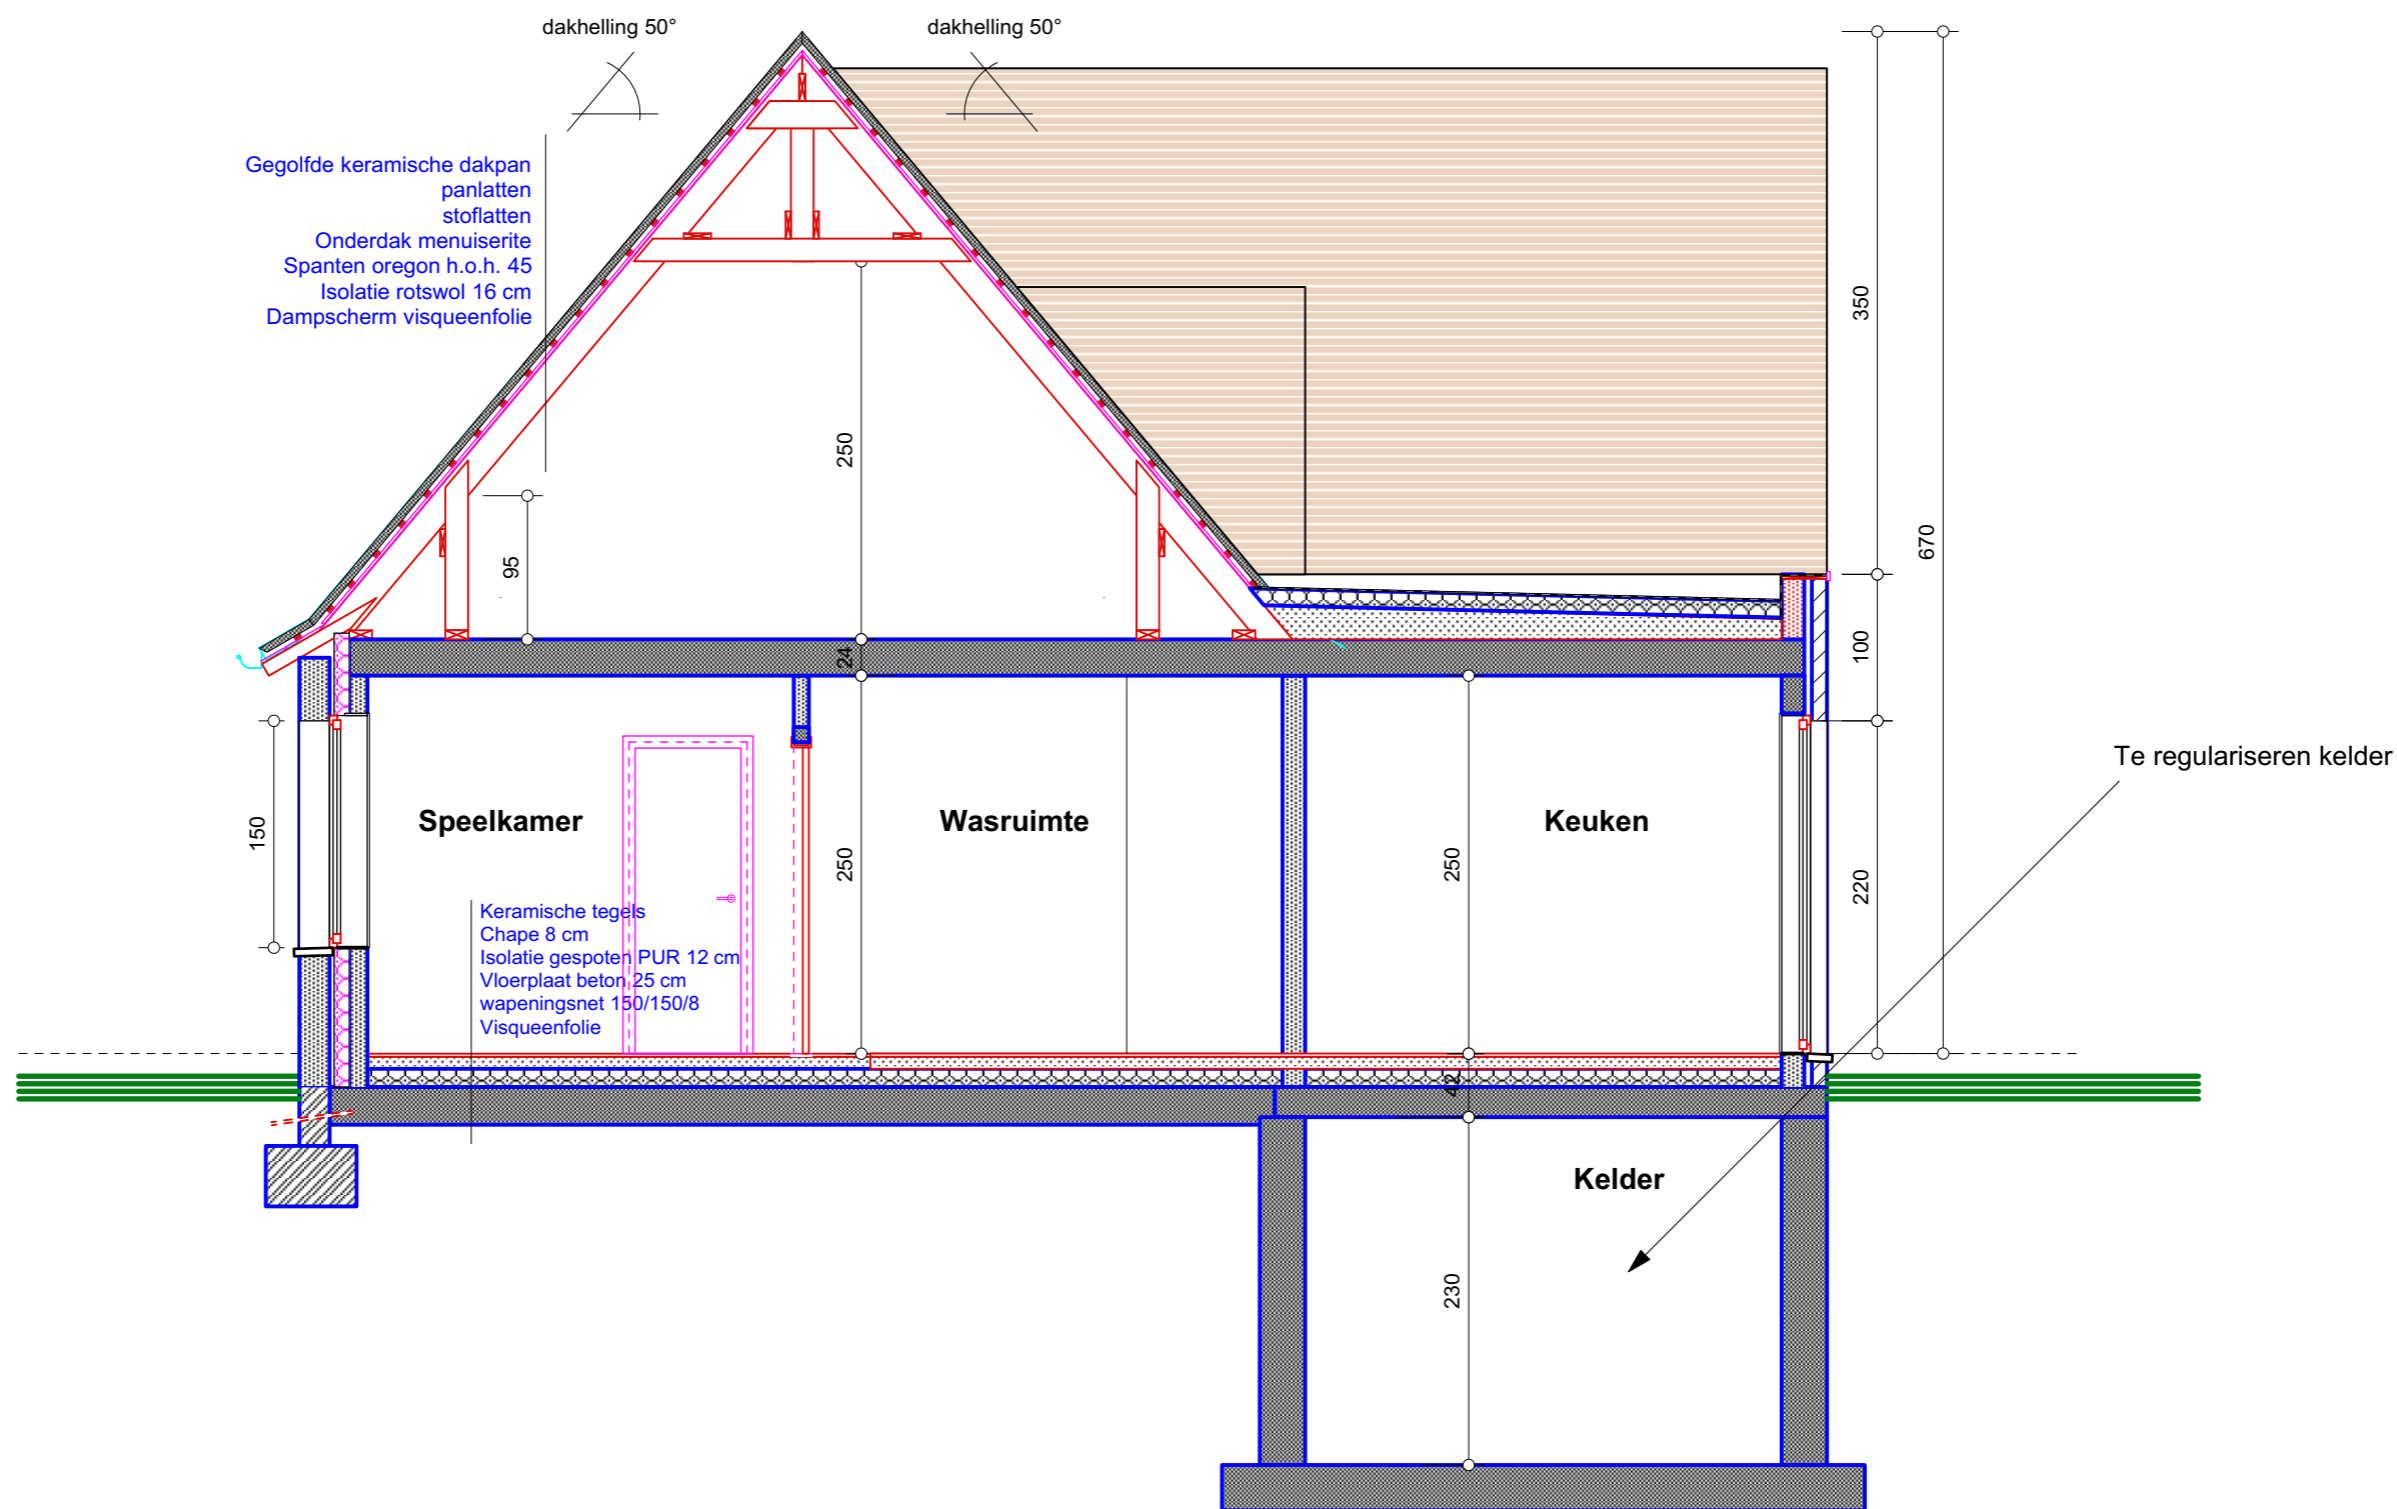 dakhelling 50°
dakhelling 50°
Gegolfde keramische dakpan
panlatten
stoflatten
Onderdak menuiserite
Spanten oregon h.o.h. 45
Isolatie rotswol 16 cm
Dampscherm visqueenfolie
350
670
250
95
24
100
Te regulariseren kelder
150
Speelkamer
Wasruimte
Keuken
250
250
220
Keramische tegels
Chape 8 cm
Isolatie gespoten PUR 12 cm
Vloerplaat beton 25 cm
wapeningsnet 150/150/8
Visqueenfolie
42
Kelder
230